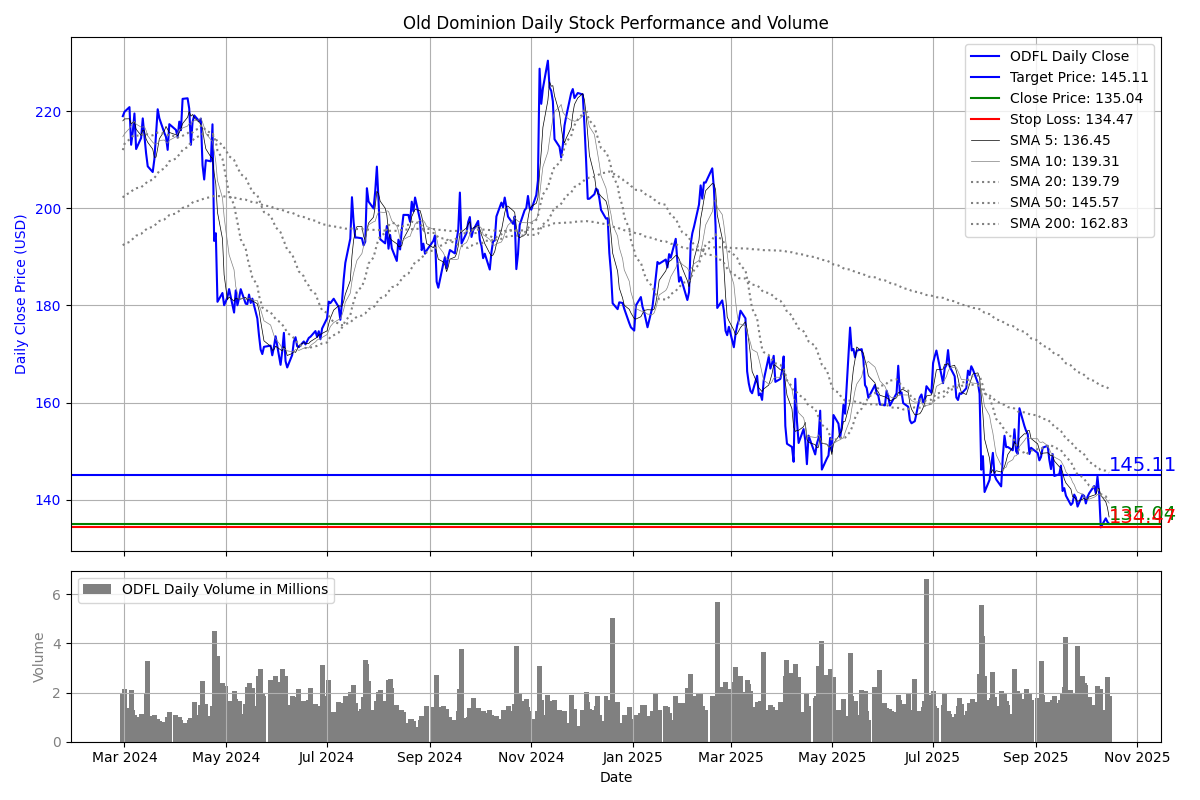 Old Dominion Daily Stock Performance and Volume
ODFL Daily Close
Target Price: 145.11
Close Price: 135.04
Stop Loss: 134.47
SMA 5: 136.45
SMA 10: 139.31
SMA 20: 139.79
SMA 50: 145.57
SMA 200: 162.83
220
200
180
160
140
Daily Close Price (USD)
145.11
135.04
134.47
ODFL Daily Volume in Millions
6
4
2
0
Volume
Mar 2024 May 2024 Jul 2024 Sep 2024 Nov 2024 Jan 2025 Mar 2025 May 2025 Jul 2025 Sep 2025 Nov 2025
Date